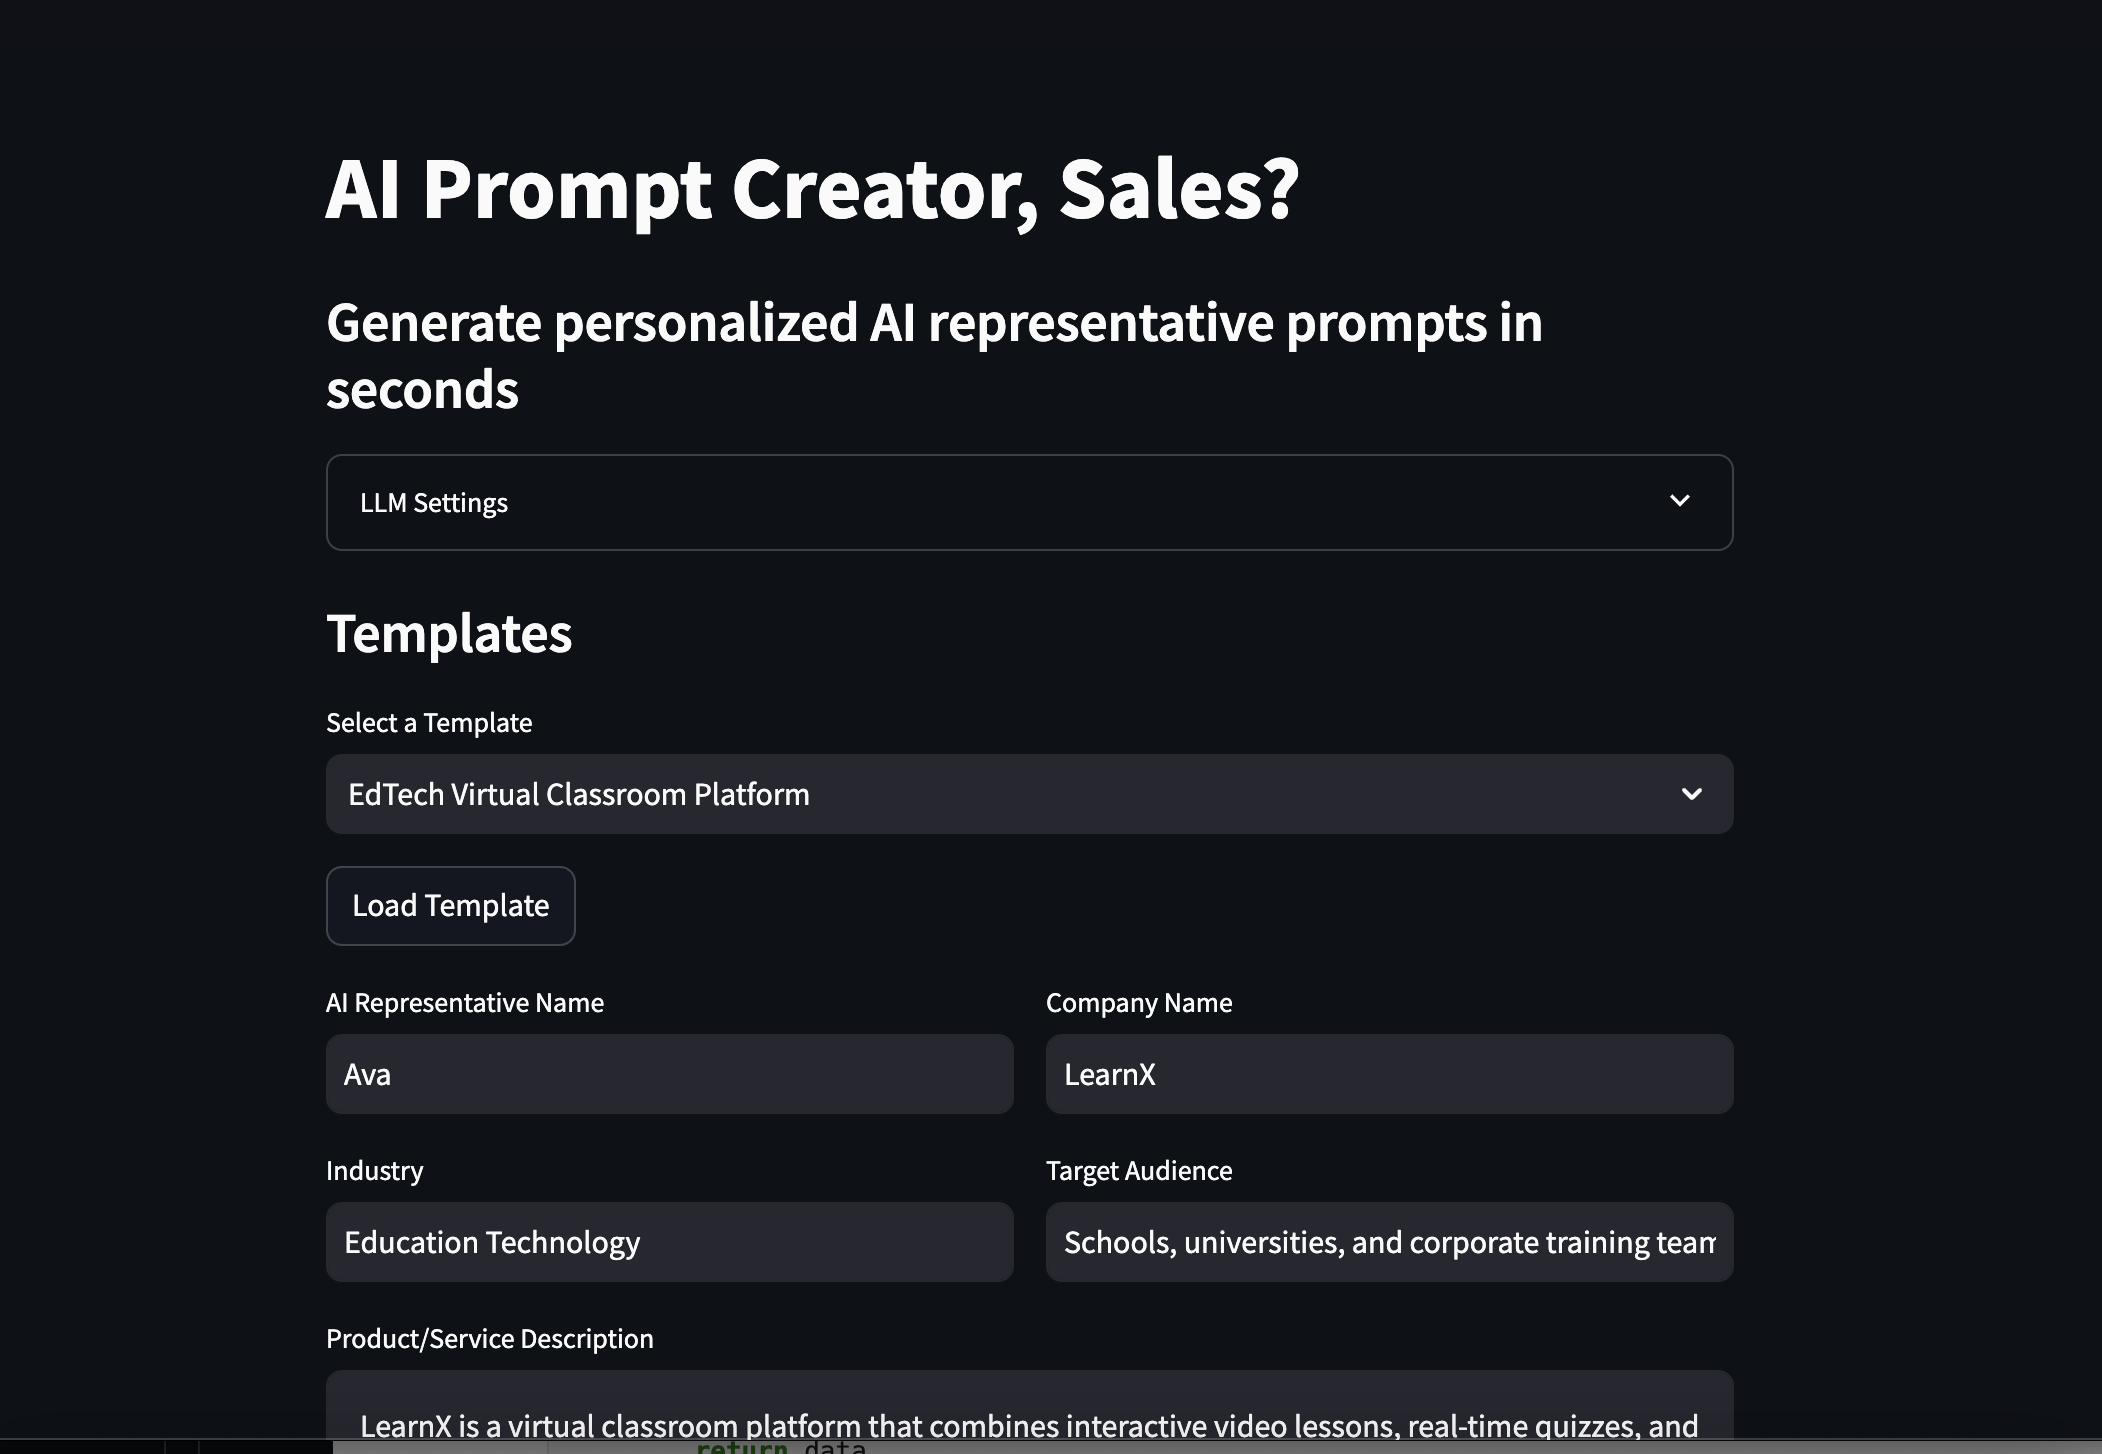 AI Prompt Creator, Sales?
Generate personalized AI representative prompts in
seconds
LLM Settings
Templates
Select a Template
EdTech Virtual Classroom Platform
Load Template
AI Representative Name
Company Name
Ava
LearnX
Industry
Target Audience
Education Technology
Schools, universities, and corporate training team
Product/Service Description
LearnX is a virtual classroom platform that combines interactive video lessons, real-time quizzes, and
return data